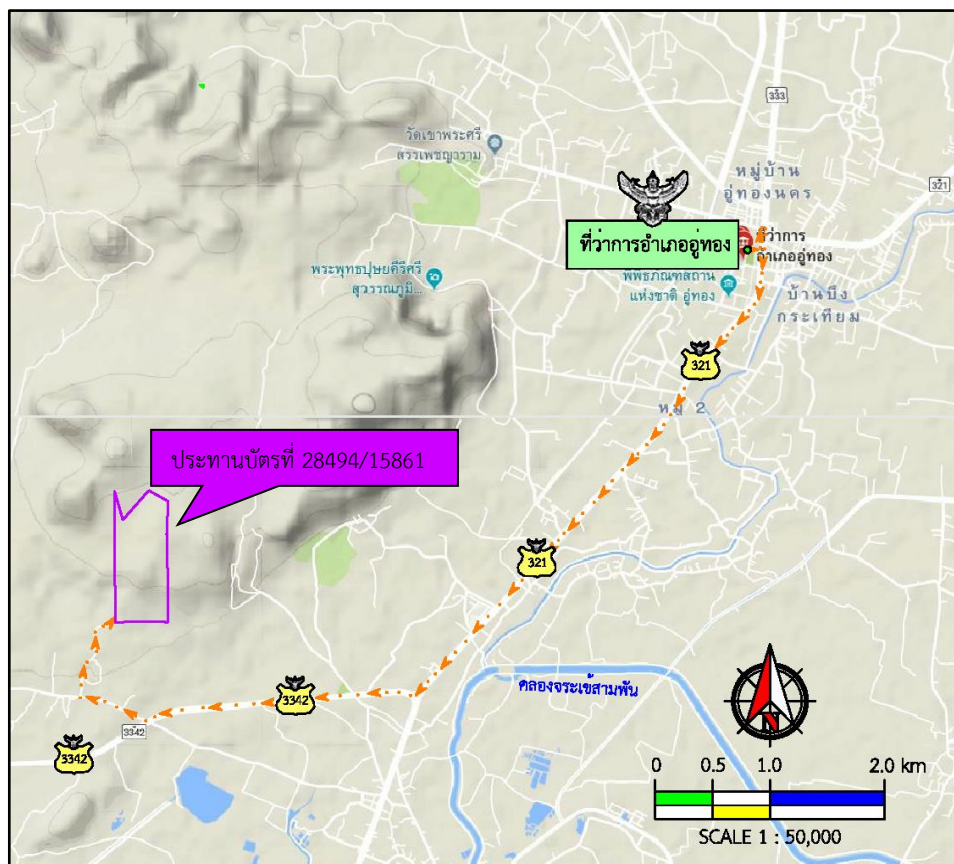 333
วัดเขาพระศรี
สรรเพชญาราม
หมู่บ้าน
อู่ทองนคร
321
ที่ว่าการอำเภออู่ทอง
ที่ว่าการ
อำเภออู่ทอง
พระพุทธปุษยคีรีศรี
สุวรรณภูมิ...
พิพิธภัณฑสถาน
แห่งชาติ อู่ทอง
บ้านบึง
กระเทียม
321
หมู่ 2
ประทานบัตรที่ 28494/15861
321
คลองจระเข้สามพัน
3342
3342
3342
N
0 0.5 1.0 2.0 km
SCALE 1 : 50,000